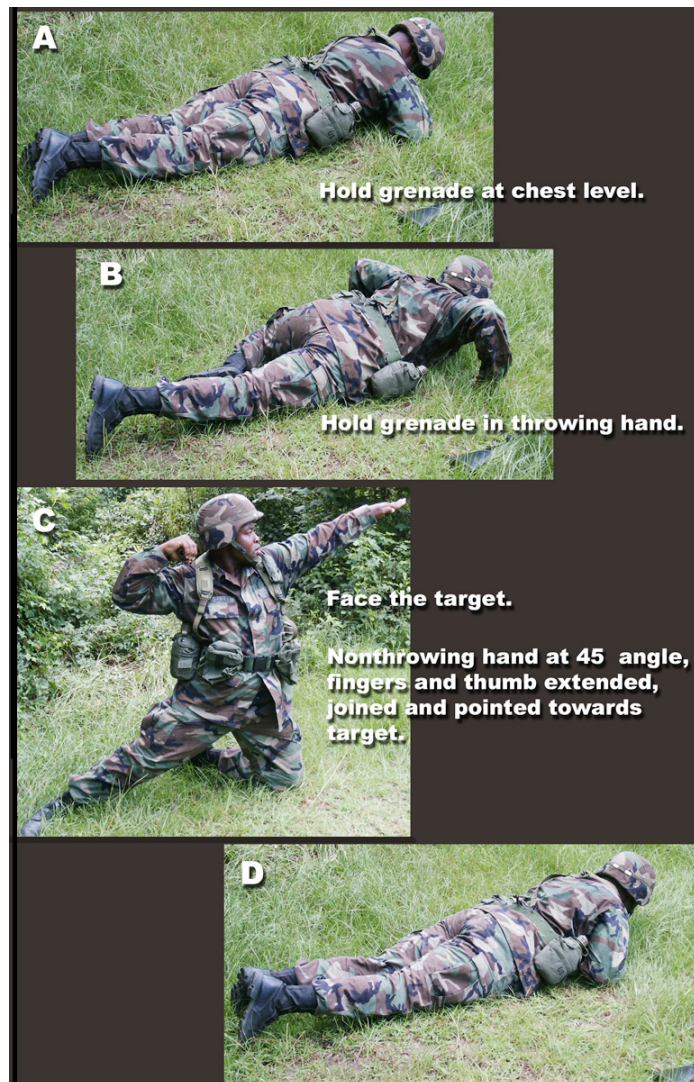 A
Hold grenade at chest level.
B
Hold grenade in throwing hand.
C
Face the target.
Nonthrowing hand at 45 angle,
fingers and thumb extended,
joined and pointed towards
target.
D